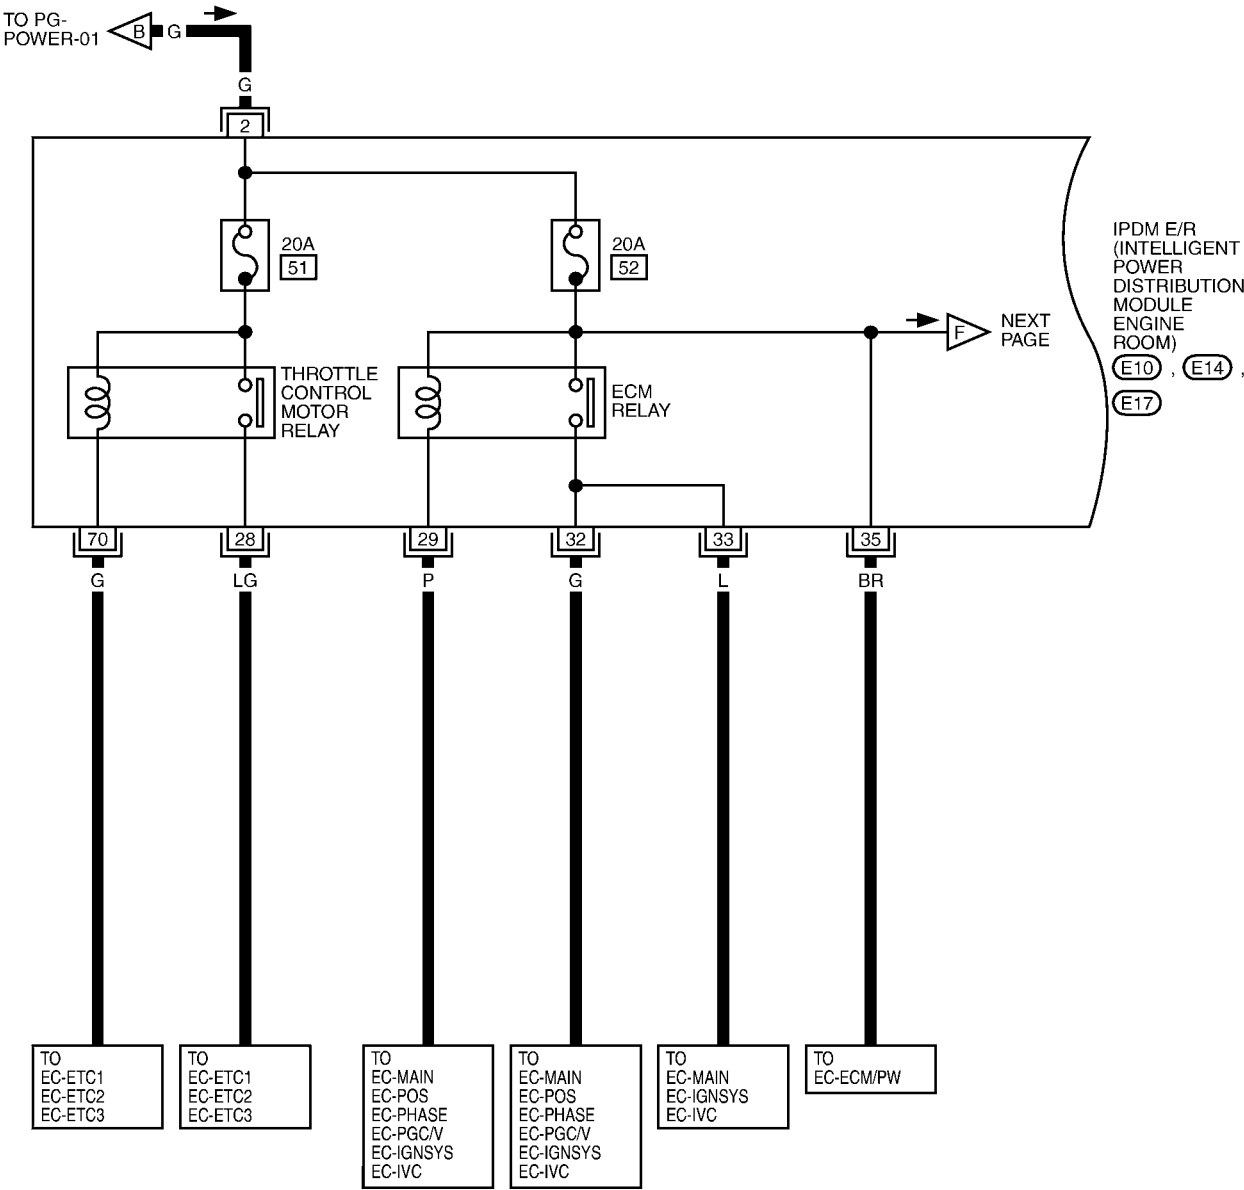 TO PG-
POWER-01
B
G
G
2
20A
51
20A
52
F
NEXT
PAGE
IPDM E/R
(INTELLIGENT
POWER
DISTRIBUTION
MODULE
ENGINE
ROOM)
E10 , E14 ,
E17
THROTTLE
CONTROL
MOTOR
RELAY
ECM
RELAY
70 28 29 32 33 35
G LG P G L BR
TO
EC-ETC1
EC-ETC2
EC-ETC3
TO
EC-ETC1
EC-ETC2
EC-ETC3
TO
EC-MAIN
EC-POS
EC-PHASE
EC-PGC/V
EC-IGNSYS
EC-IVC
TO
EC-MAIN
EC-POS
EC-PHASE
EC-PGC/V
EC-IGNSYS
EC-IVC
TO
EC-MAIN
EC-IGNSYS
EC-IVC
TO
EC-ECM/PW